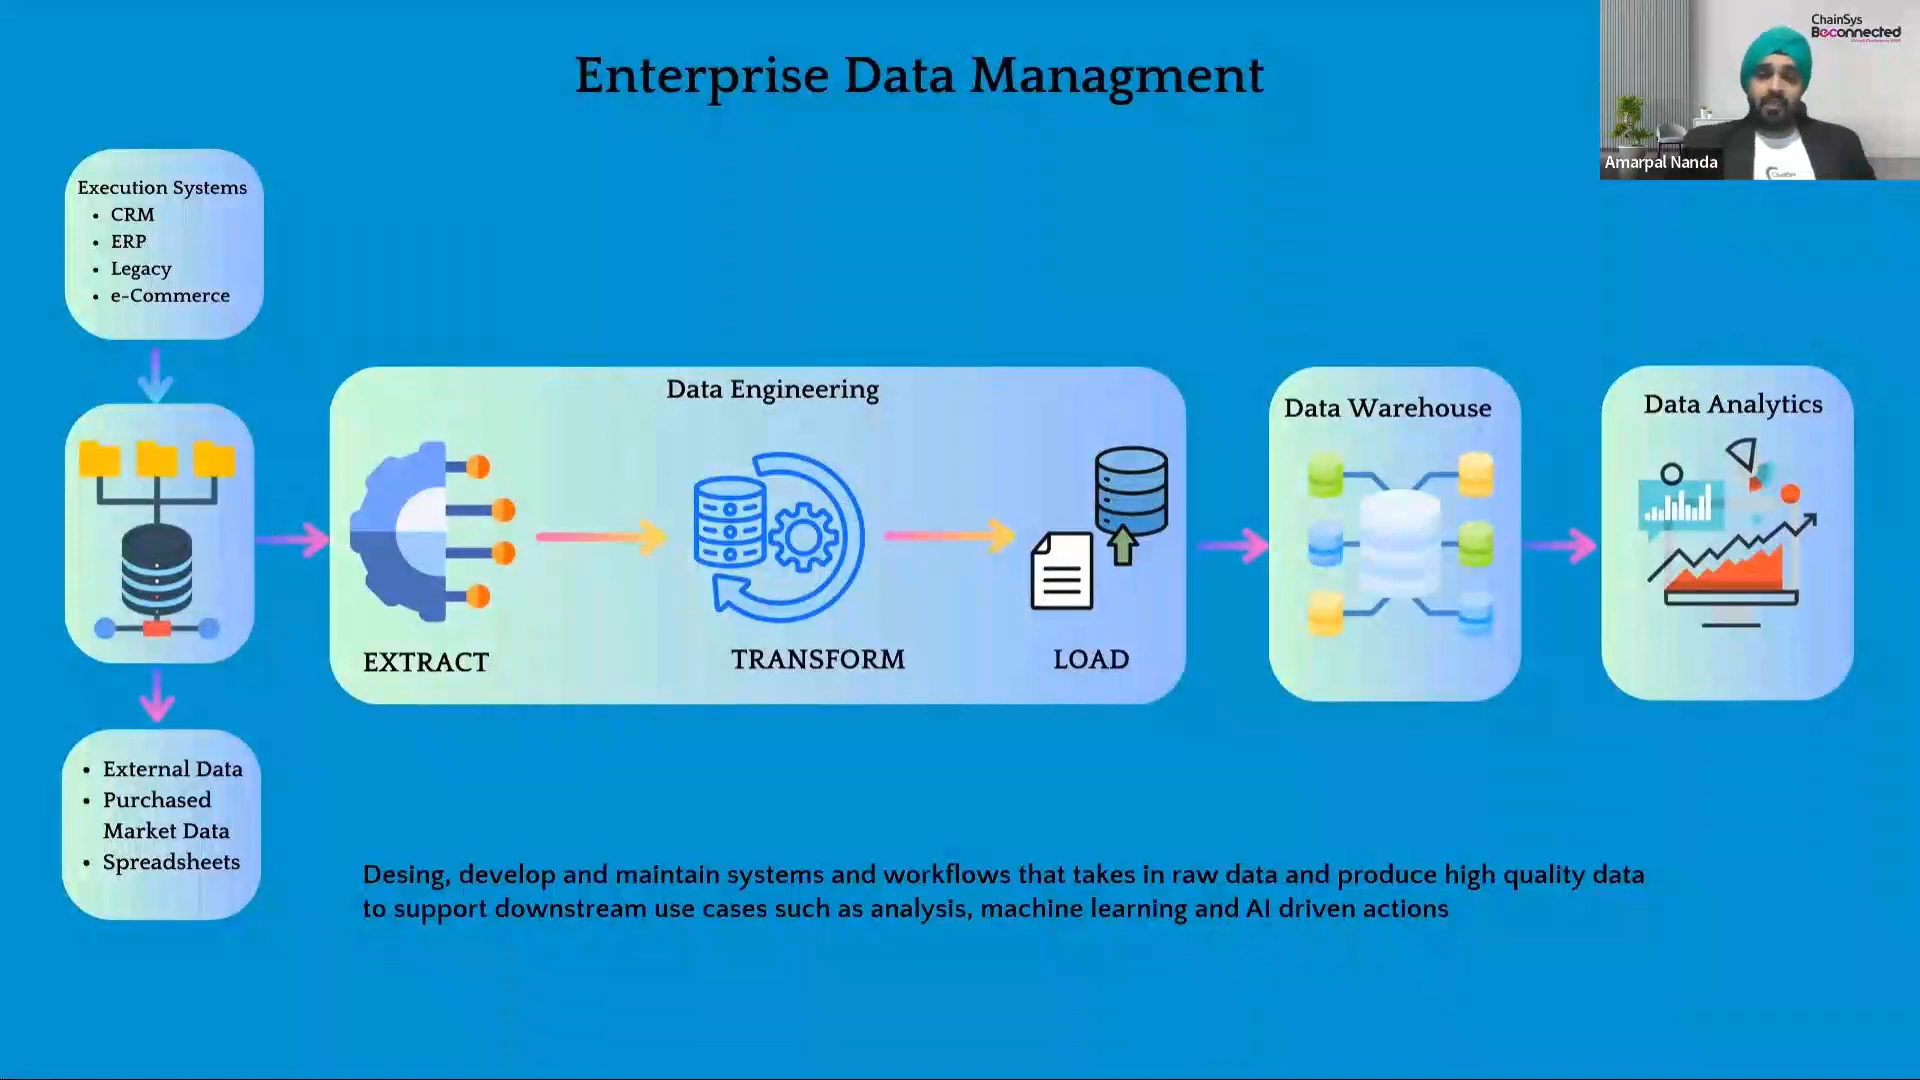 Enterprise Data Managment
ChainSys
Beconnected
Amarpal Nanda
Execution Systems
• CRM
• ERP
• Legacy
• e-Commerce
Data Engineering
EXTRACT
TRANSFORM
LOAD
Data Warehouse
Data Analytics
• External Data
• Purchased
Market Data
• Spreadsheets
Desing, develop and maintain systems and workflows that takes in raw data and produce high quality data
to support downstream use cases such as analysis, machine learning and AI driven actions